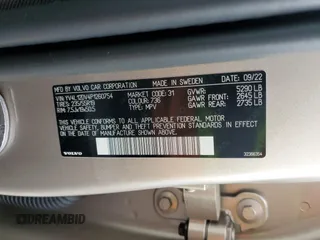 MFD BY VOLVO CAR CORPORATION MADE IN SWEDEN DATE 09/22
VIN YV4L12DV4P1260754 MARKET CODE: 31 GVWR: 5290 LB
TIRES 235/55R19 COLOUR: 736 GAWR FRONT: 2645 LB
RIM 7.5Jx19x50.5 TYPE: MPV GAWR REAR: 2735 LB
THIS VEHICLE CONFORMS TO ALL APPLICABLE FEDERAL MOTOR
VEHICLE SAFETY AND THEFT PREVENTION STANDARDS
IN EFFECT ON THE DATE OF MANUFACTURE SHOWN ABOVE
VOLVO
DREAMBID